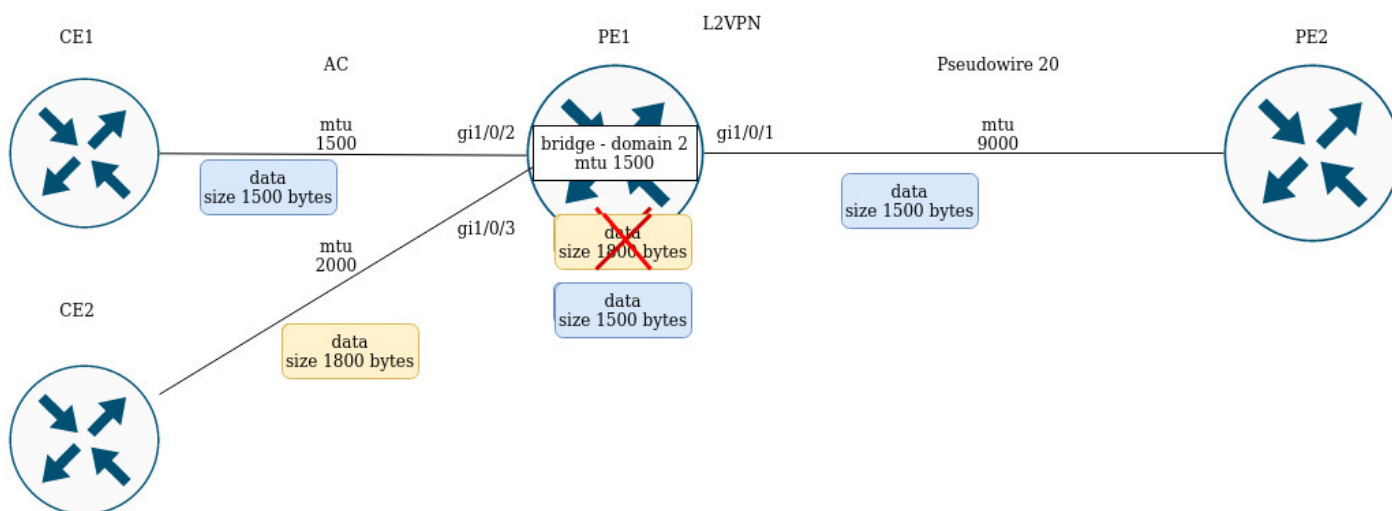 L2VPN
CE1
PE1
PE2
AC
Pseudowire 20
mtu
1500
gi1/0/2
gi1/0/1
mtu
9000
bridge - domain 2
mtu 1500
data
size 1500 bytes
data
size 1500 bytes
gi1/0/3
data
size 1800 bytes
mtu
2000
data
size 1500 bytes
CE2
data
size 1800 bytes